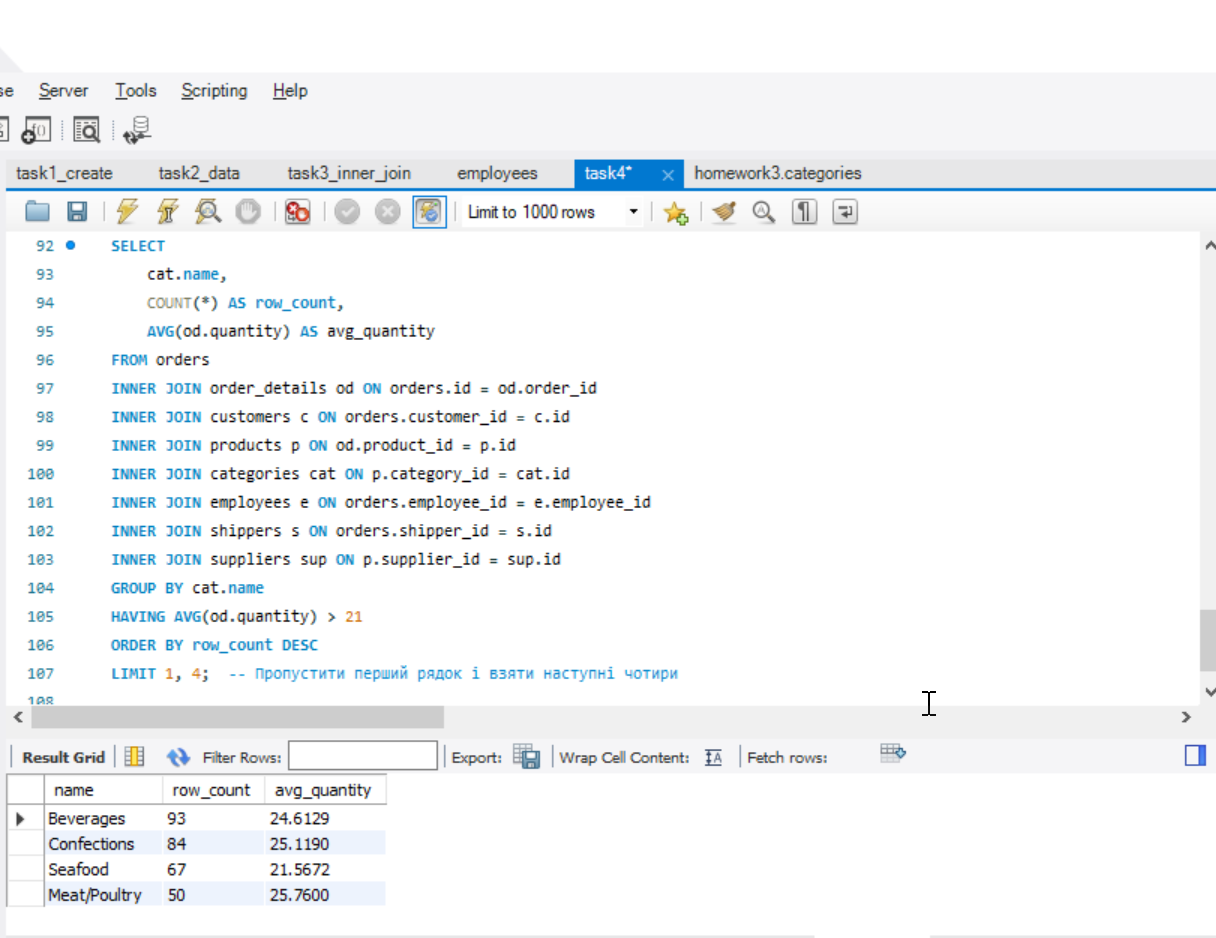 se Server Tools Scripting Help
task1_create task2_data task3_inner_join employees task4* homework3.categories
Limit to 1000 rows
92 SELECT
93 cat.name,
94 COUNT(*) AS row_count,
95 AVG(od.quantity) AS avg_quantity
96 FROM orders
97 INNER JOIN order_details od ON orders.id = od.order_id
98 INNER JOIN customers c ON orders.customer_id = c.id
99 INNER JOIN products p ON od.product_id = p.id
100 INNER JOIN categories cat ON p.category_id = cat.id
101 INNER JOIN employees e ON orders.employee_id = e.employee_id
102 INNER JOIN shippers s ON orders.shipper_id = s.id
103 INNER JOIN suppliers sup ON p.supplier_id = sup.id
104 GROUP BY cat.name
105 HAVING AVG(od.quantity) > 21
106 ORDER BY row_count DESC
107 LIMIT 1, 4; -- Пропустити перший рядок і взяти наступні чотири
108
Result Grid Filter Rows: Export: Wrap Cell Content: Fetch rows:
name row_count avg_quantity
Beverages 93 24.6129
Confections 84 25.1190
Seafood 67 21.5672
Meat/Poultry 50 25.7600